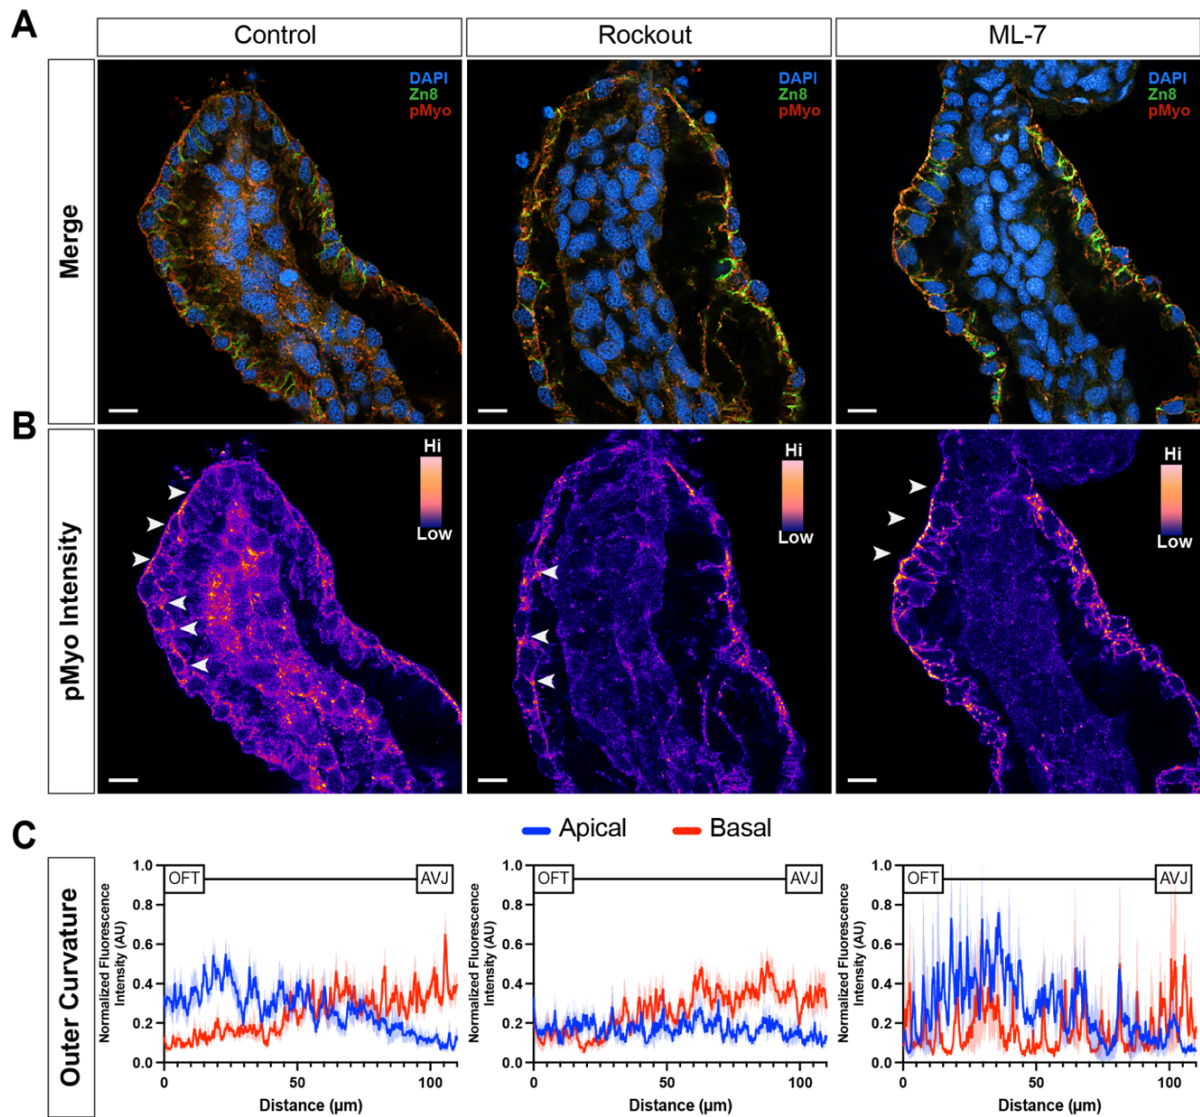 A
Control
Rockout
ML-7
Merge
DAPI
Zn8
pMyo
DAPI
Zn8
pMyo
DAPI
Zn8
pMyo
B
pMyo Intensity
Hi
Low
Hi
Low
Hi
Low
C
Apical
Basal
Outer Curvature
Normalized Fluorescence
Intensity (AU)
1.0
0.8
0.6
0.4
0.2
0.0
OFT
AVJ
0
50
100
Distance (µm)
Normalized Fluorescence
Intensity (AU)
1.0
0.8
0.6
0.4
0.2
0.0
OFT
AVJ
0
50
100
Distance (µm)
Normalized Fluorescence
Intensity (AU)
1.0
0.8
0.6
0.4
0.2
0.0
OFT
AVJ
0
50
100
Distance (µm)